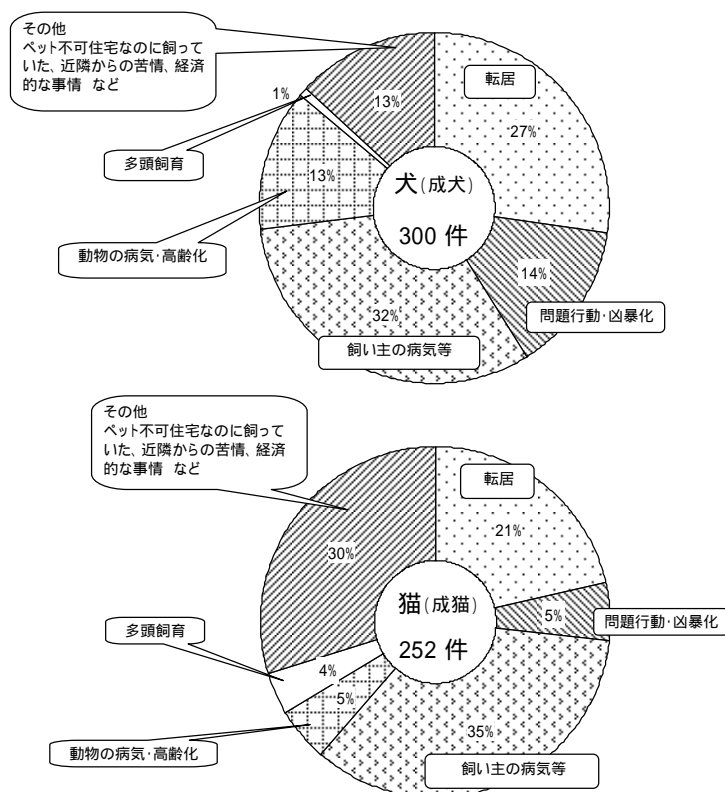 その他
ペット不可住宅なのに飼って
いた、近隣からの苦情、経済
的な事情 など
転居
1%
13%
27%
多頭飼育
13%
犬(成犬)
300 件
動物の病気・高齢化
14%
32%
問題行動・凶暴化
飼い主の病気等
その他
ペット不可住宅なのに飼って
いた、近隣からの苦情、経済
的な事情 など
転居
21%
30%
猫(成猫)
252 件
5%
問題行動・凶暴化
多頭飼育
4%
5%
動物の病気・高齢化
35%
飼い主の病気等